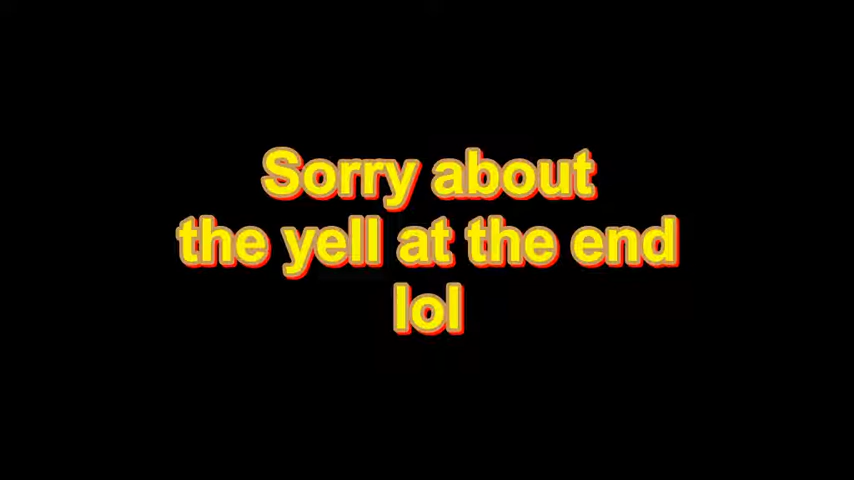 Sorry about
the yell at the end
lol